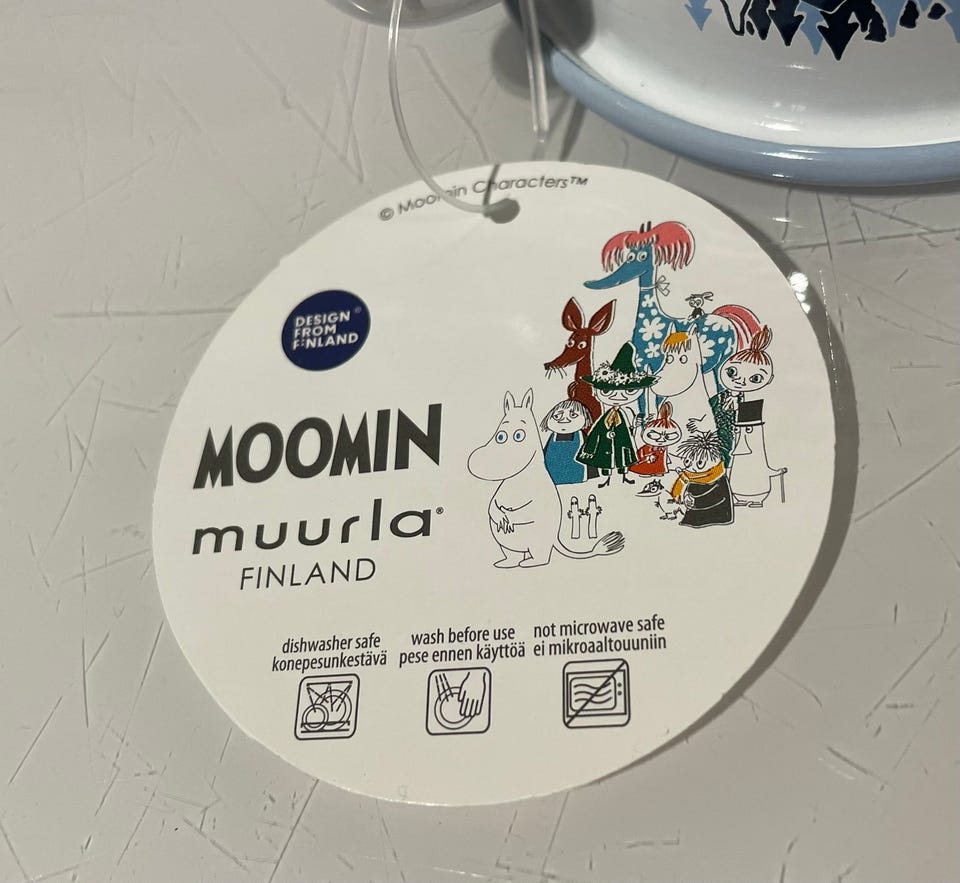 © Moomin Characters™
DESIGN®
FROM
FINLAND
MOOMIN
muurla®
FINLAND
dishwasher safe
konepesunkestävä
wash before use
pese ennen käyttöä
not microwave safe
ei mikroaaltouuniin